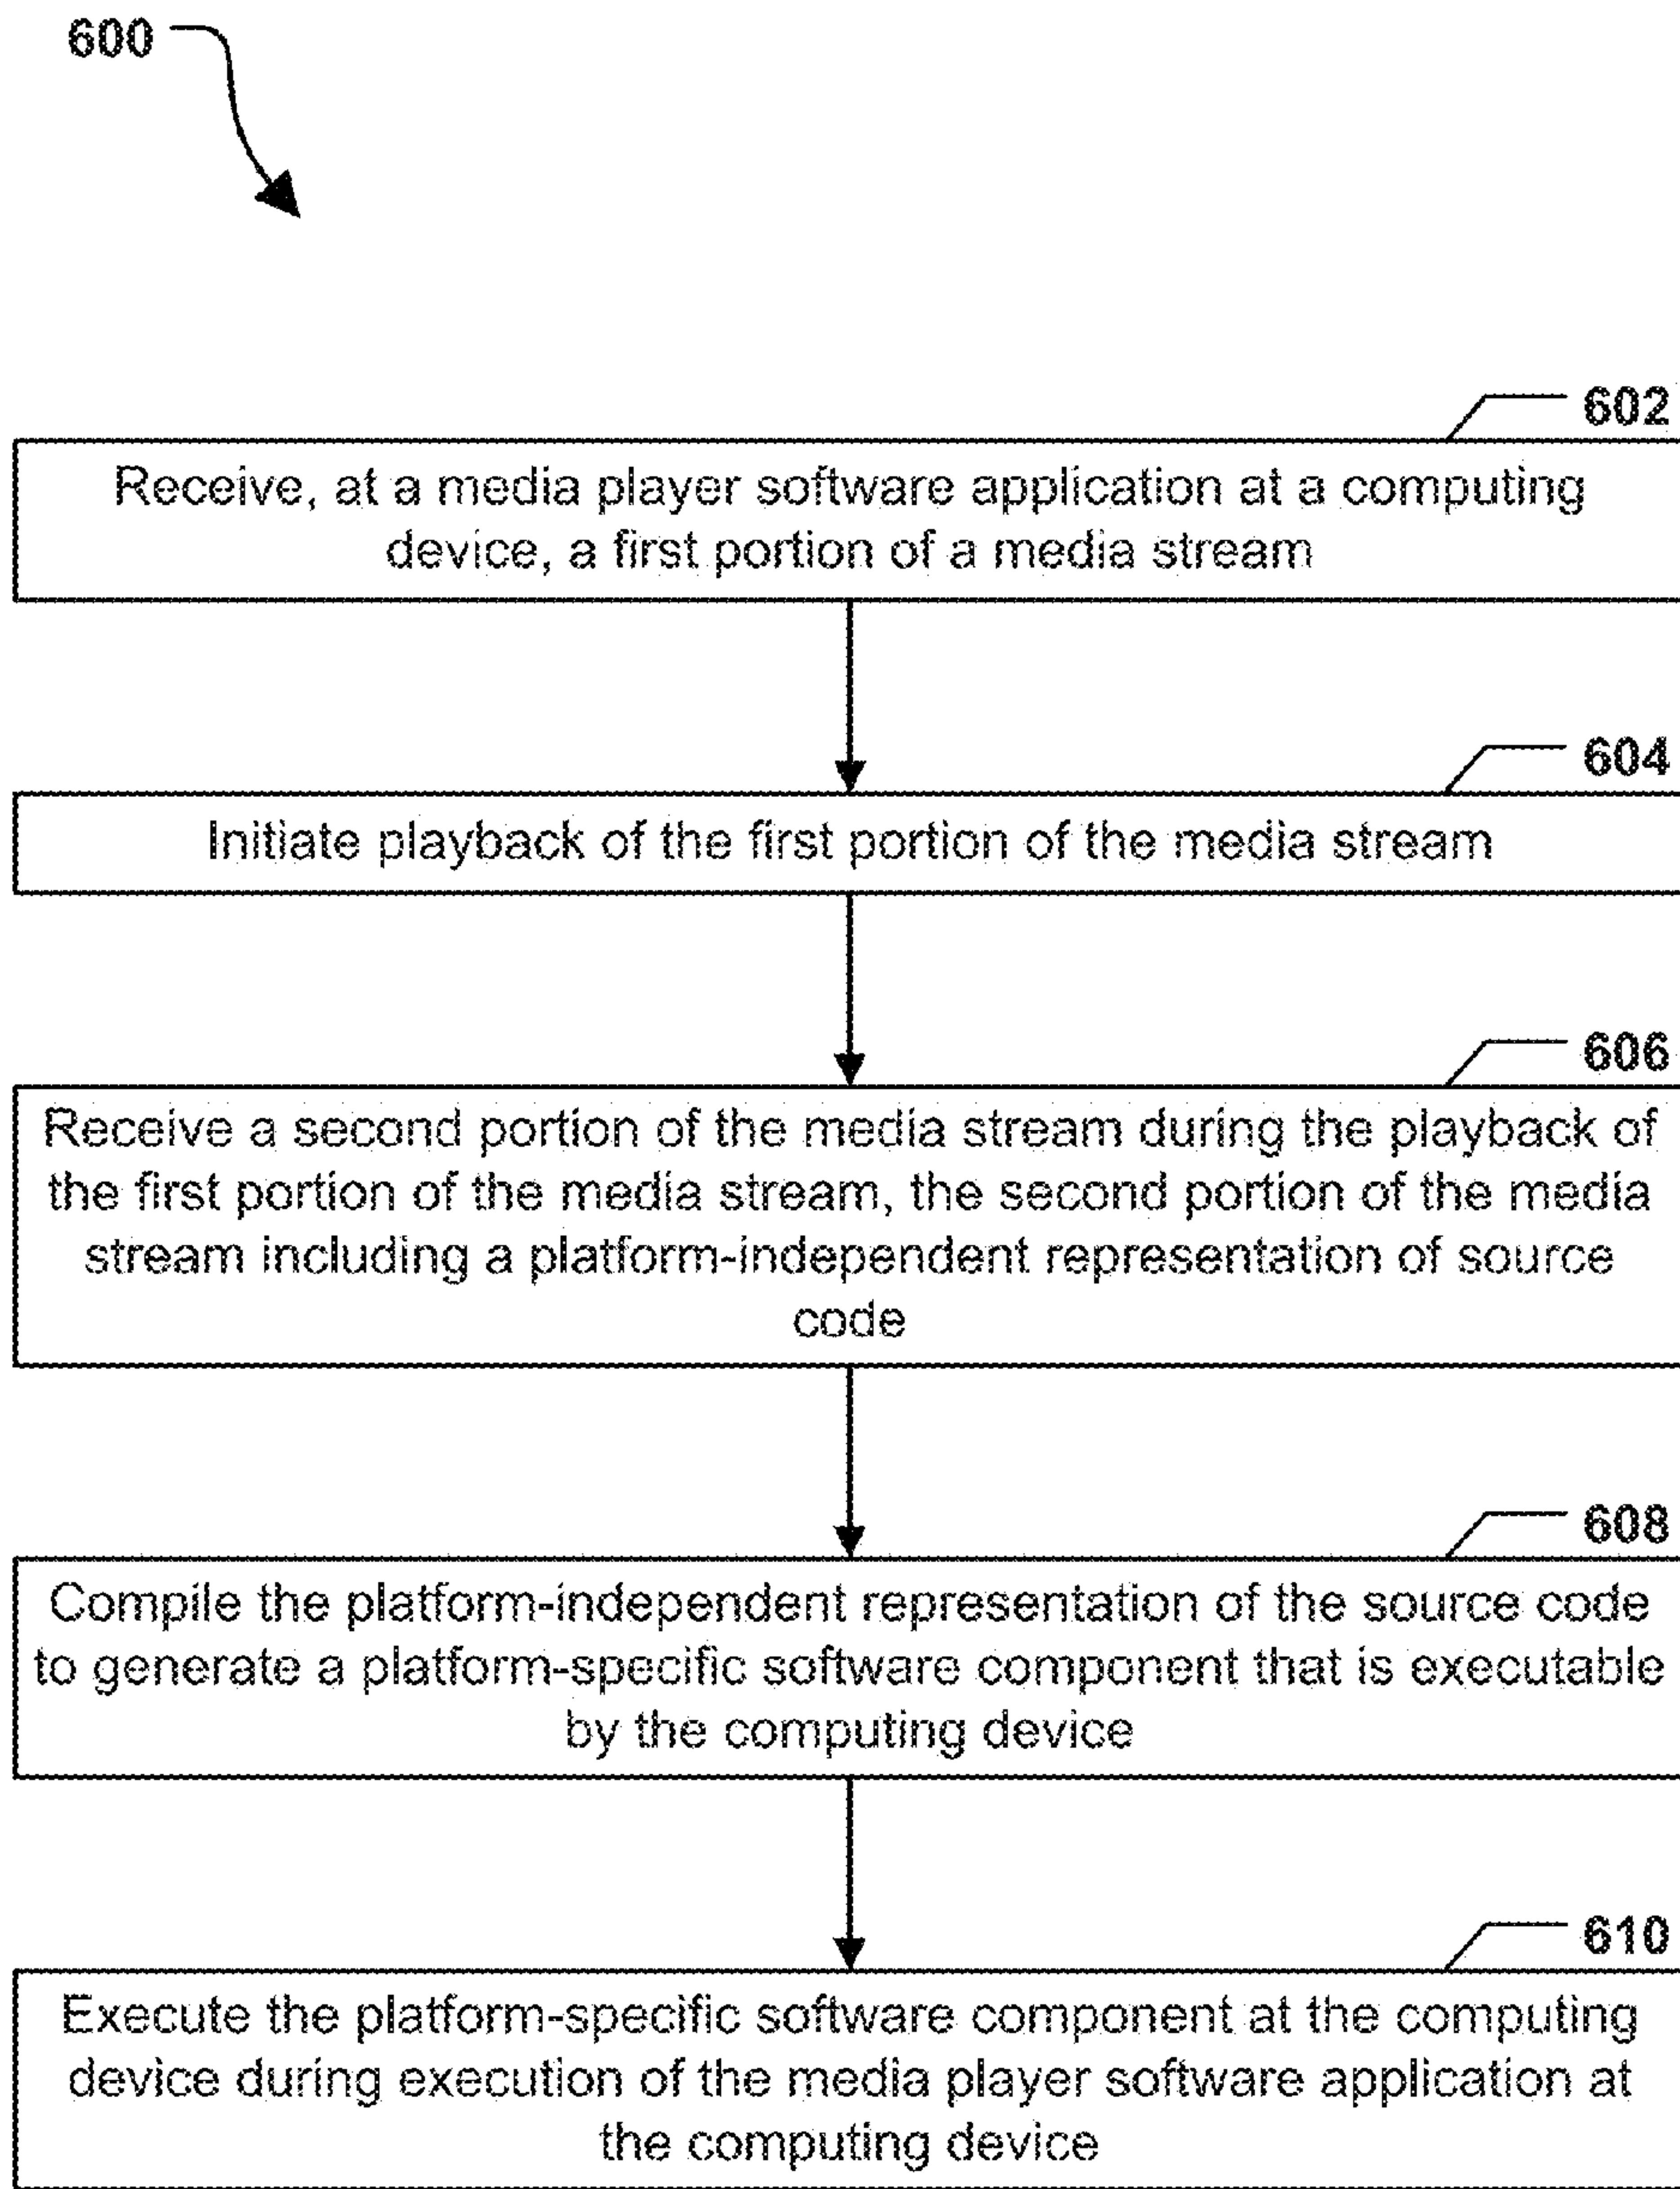 600
602
Receive, at a media player software application at a computing
device, a first portion of a media stream
604
Initiate playback of the first portion of the media stream
606
Receive a second portion of the media stream during the playback of
the first portion of the media stream, the second portion of the media
stream including a platform-independent representation of source
code
608
Compile the platform-independent representation of the source code
to generate a platform-specific software component that is executable
by the computing device
610
Execute the platform-specific software component at the computing
device during execution of the media player software application at
the computing device